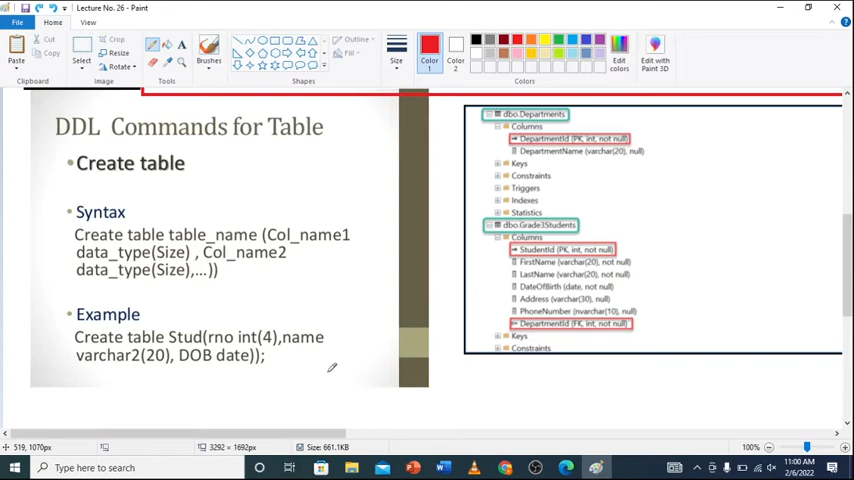 Lecture No. 26 - Paint
File
Home
View
Paste
Cut
Copy
Clipboard
Select
Crop
Resize
Rotate
Image
A
Tools
Brushes
Shapes
Outline
Fill
Size
Color
1
Color
2
Colors
Edit
colors
Edit with
Paint 3D
DDL Commands for Table
•Create table
• Syntax
Create table table_name (Col_name1
data_type(Size) , Col_name2
data_type(Size),...))
• Example
Create table Stud(rno int(4),name
varchar2(20), DOB date));
dbo.Departments
Columns
DepartmentId (PK, int, not null)
DepartmentName (varchar(20), null)
Keys
Constraints
Triggers
Indexes
Statistics
dbo.Grade3Students
Columns
StudentId (PK, int, not null)
FirstName (varchar(20), not null)
LastName (varchar(20), not null)
DateOfBirth (date, not null)
Address (varchar(30), null)
PhoneNumber (nvarchar(10), null)
DepartmentId (FK, int, not null)
Keys
Constraints
519, 1070px
3292 × 1692px
Size: 661.1KB
100%
Type here to search
11:00 AM
2/6/2022